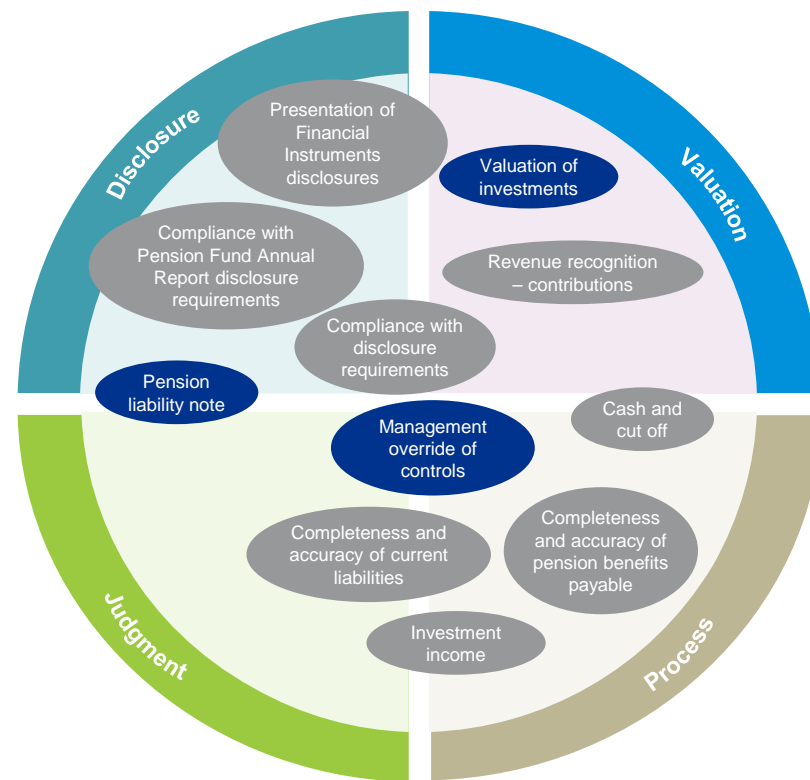 Disclosure
Valuation
Presentation of
Financial
Instruments
disclosures
Valuation of
investments
Compliance with
Pension Fund Annual
Report disclosure
requirements
Revenue recognition
– contributions
Compliance with
disclosure
requirements
Pension
liability note
Cash and
cut off
Management
override of
controls
Completeness and
accuracy of current
liabilities
Completeness
and accuracy of
pension benefits
payable
Investment
income
Judgment
Process